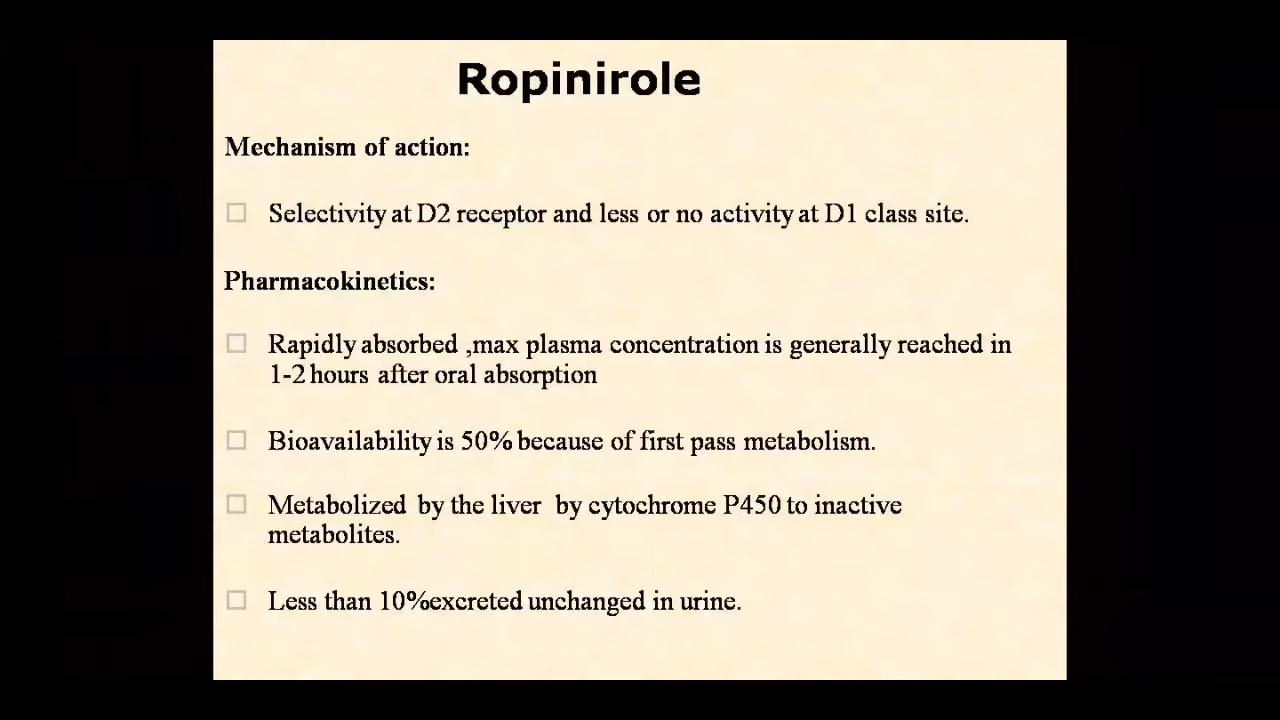 Ropinirole
Mechanism of action:
Selectivity at D2 receptor and less or no activity at D1 class site.
Pharmacokinetics:
Rapidly absorbed ,max plasma concentration is generally reached in
1-2 hours after oral absorption
Bioavailability is 50% because of first pass metabolism.
Metabolized by the liver by cytochrome P450 to inactive
metabolites.
Less than 10%excreted unchanged in urine.